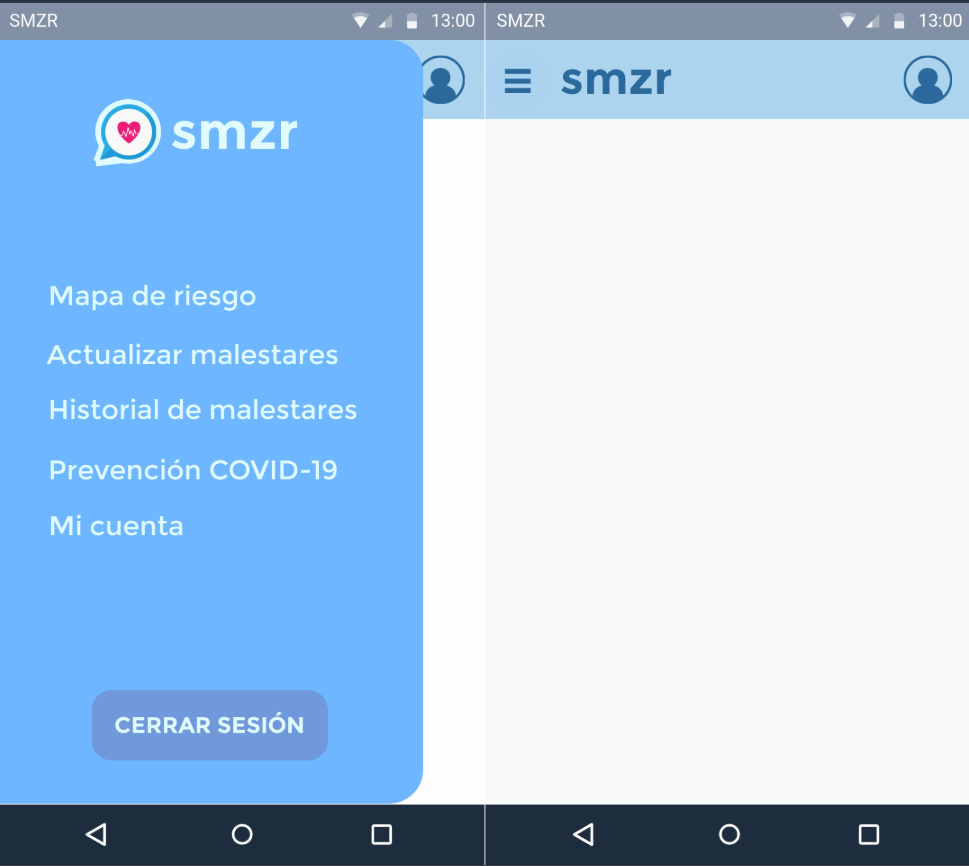 SMZR 13:00
smzr
Mapa de riesgo
Actualizar malestares
Historial de malestares
Prevención COVID-19
Mi cuenta
CERRAR SESIÓN
SMZR 13:00
smzr